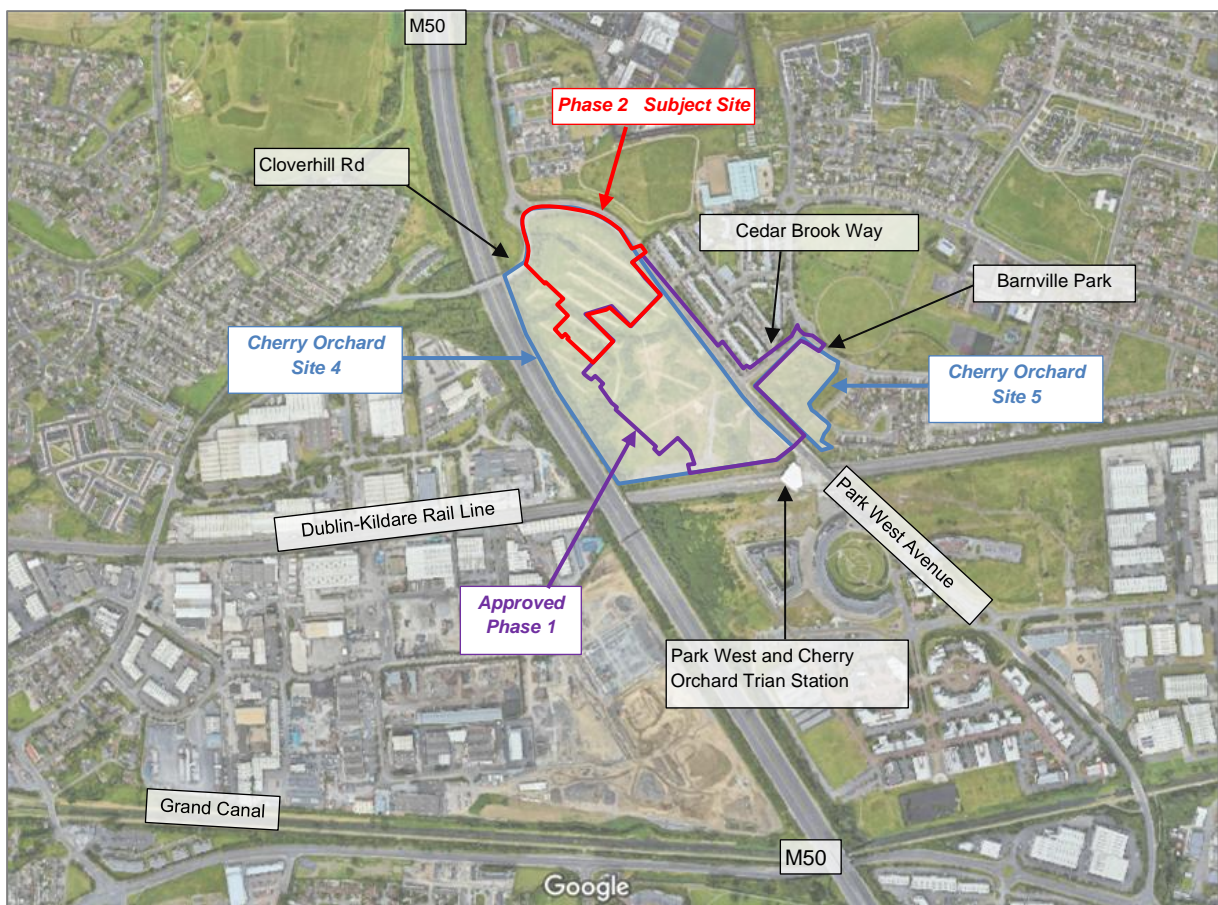 M50
Phase 2 Subject Site
Cloverhill Rd
Cedar Brook Way
Barnville Park
Cherry Orchard
Site 4
Cherry Orchard
Site 5
Dublin-Kildare Rail Line
Park West Avenue
Approved
Phase 1
Park West and Cherry
Orchard Trian Station
Grand Canal
M50
Google